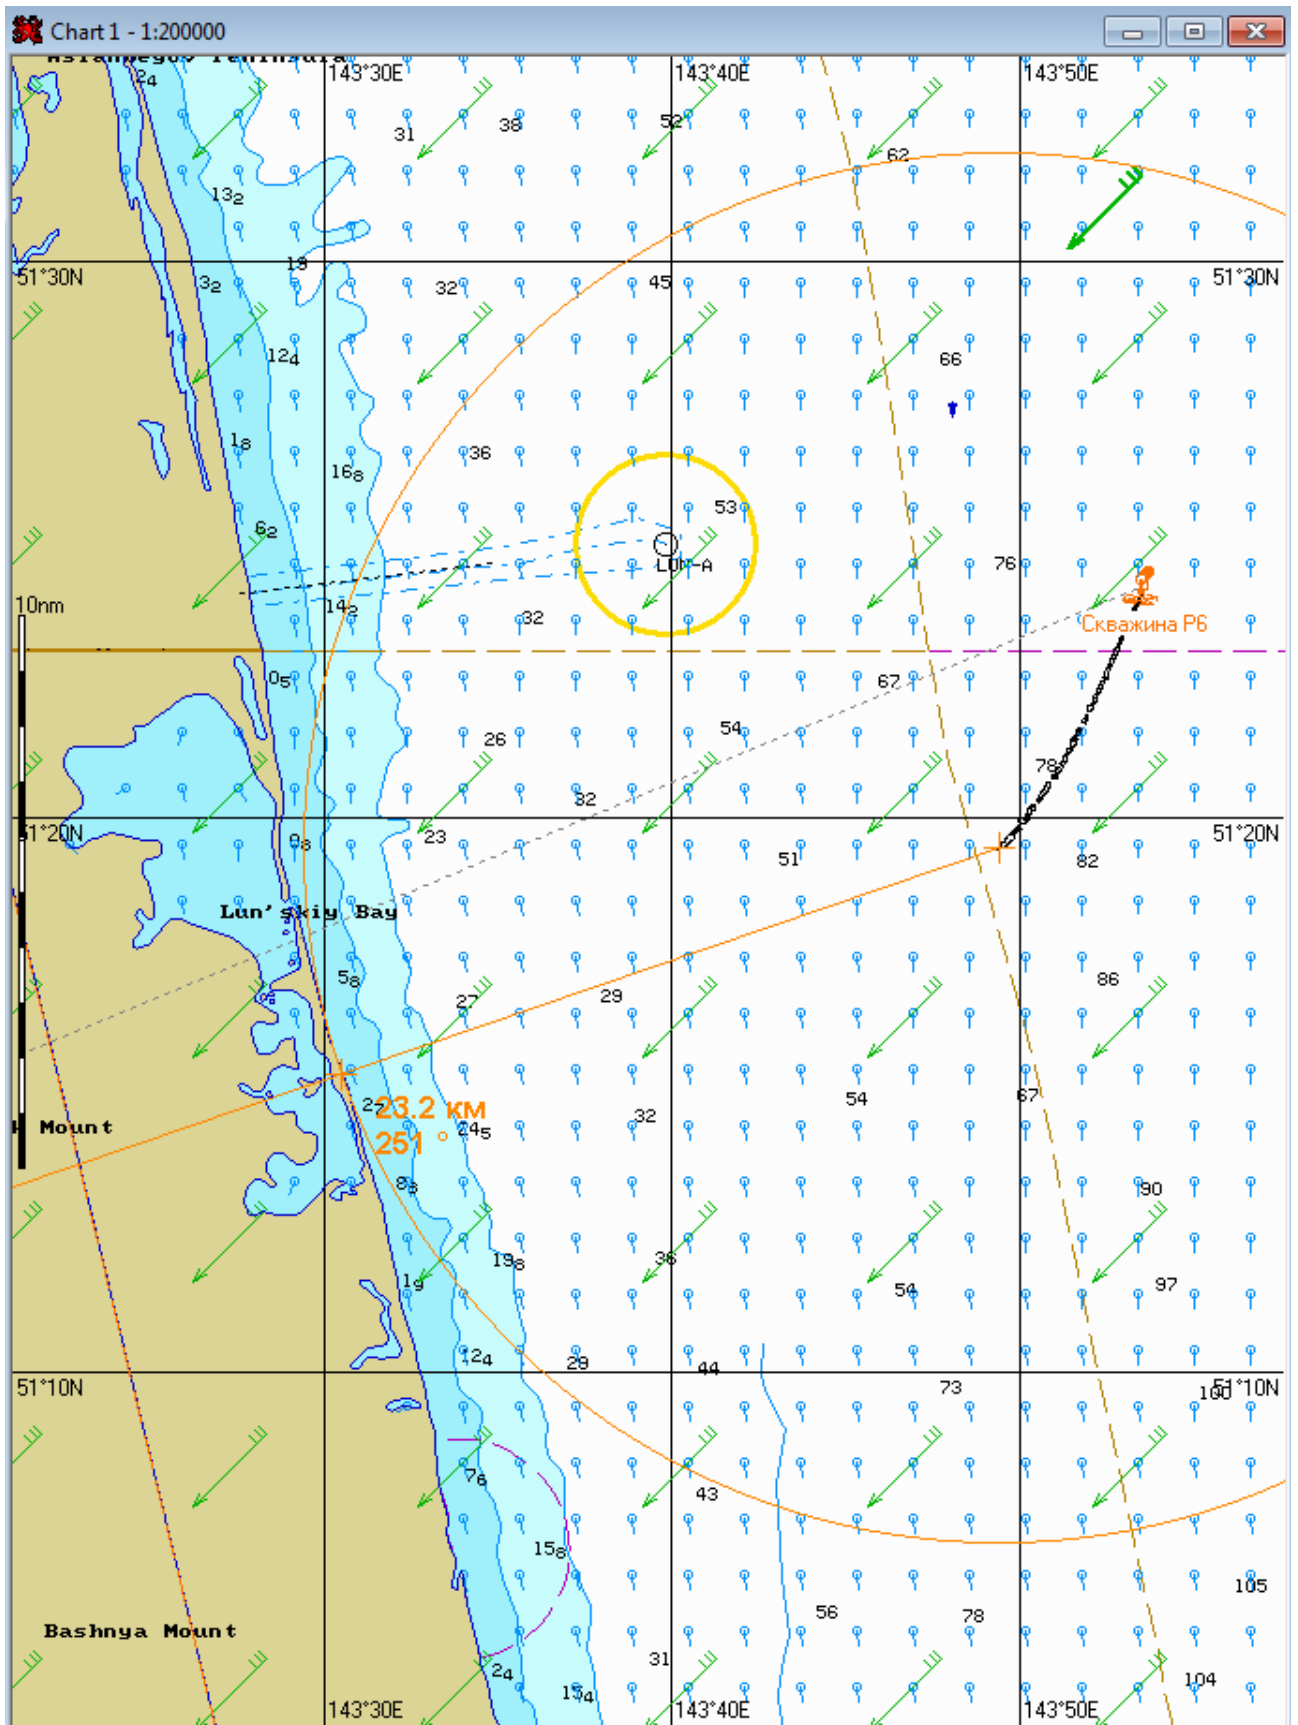 Chart 1 - 1:200000
Aslanbegov Peninsula
143°30E
143°40E
143°50E
2₄
31
38
52
62
13₂
19
51°30N
3₂
32
45
51°30N
12₄
66
1₈
36
16₈
53
6₂
LUN-A
76
10nm
14₂
32
Скважина Р6
0₅
67
54
26
78
32
51°20N
51°20N
23
9₈
51
82
Lun'skiy Bay
5₈
86
27
29
67
54
23.2 км
32
Mount
24₅
251 °
8₃
90
19₈
36
97
1₉
54
12₄
29
44
51°10N
73
100
51°10N
7₆
43
15₈
105
56
78
Bashnya Mount
31
2₄
104
15₄
143°30E
143°40E
143°50E